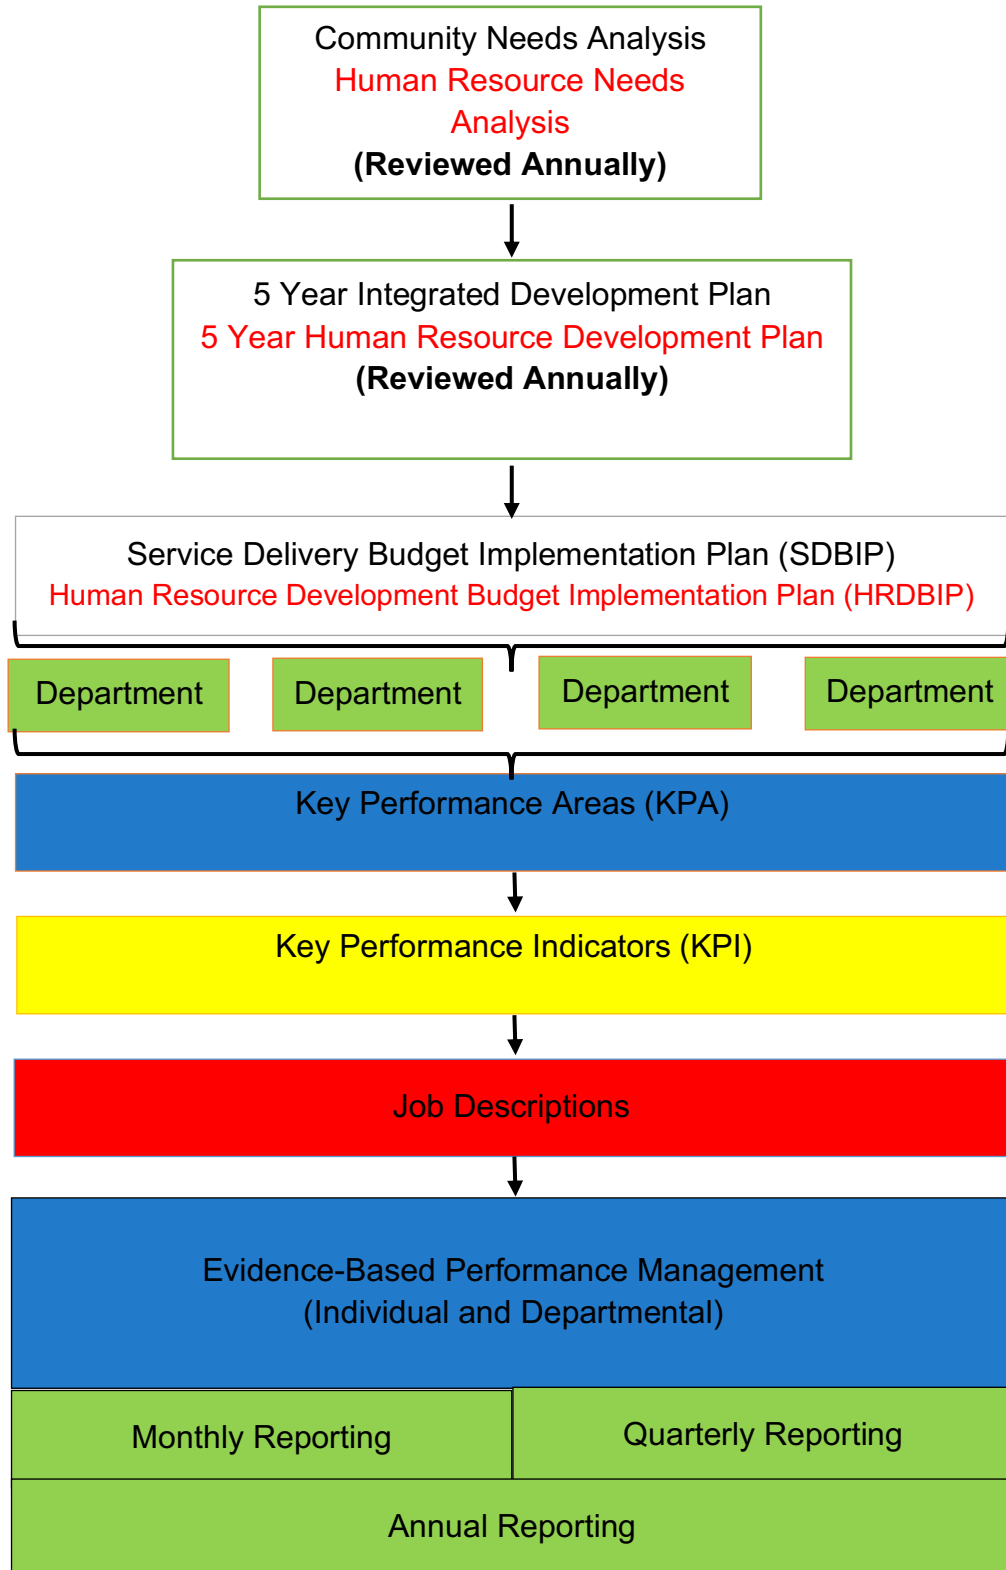 Community Needs Analysis
Human Resource Needs
Analysis
(Reviewed Annually)
5 Year Integrated Development Plan
5 Year Human Resource Development Plan
(Reviewed Annually)
Service Delivery Budget Implementation Plan (SDBIP)
Human Resource Development Budget Implementation Plan (HRDBIP)
Department Department Department Department
Key Performance Areas (KPA)
Key Performance Indicators (KPI)
Job Descriptions
Evidence-Based Performance Management
(Individual and Departmental)
Monthly Reporting Quarterly Reporting
Annual Reporting